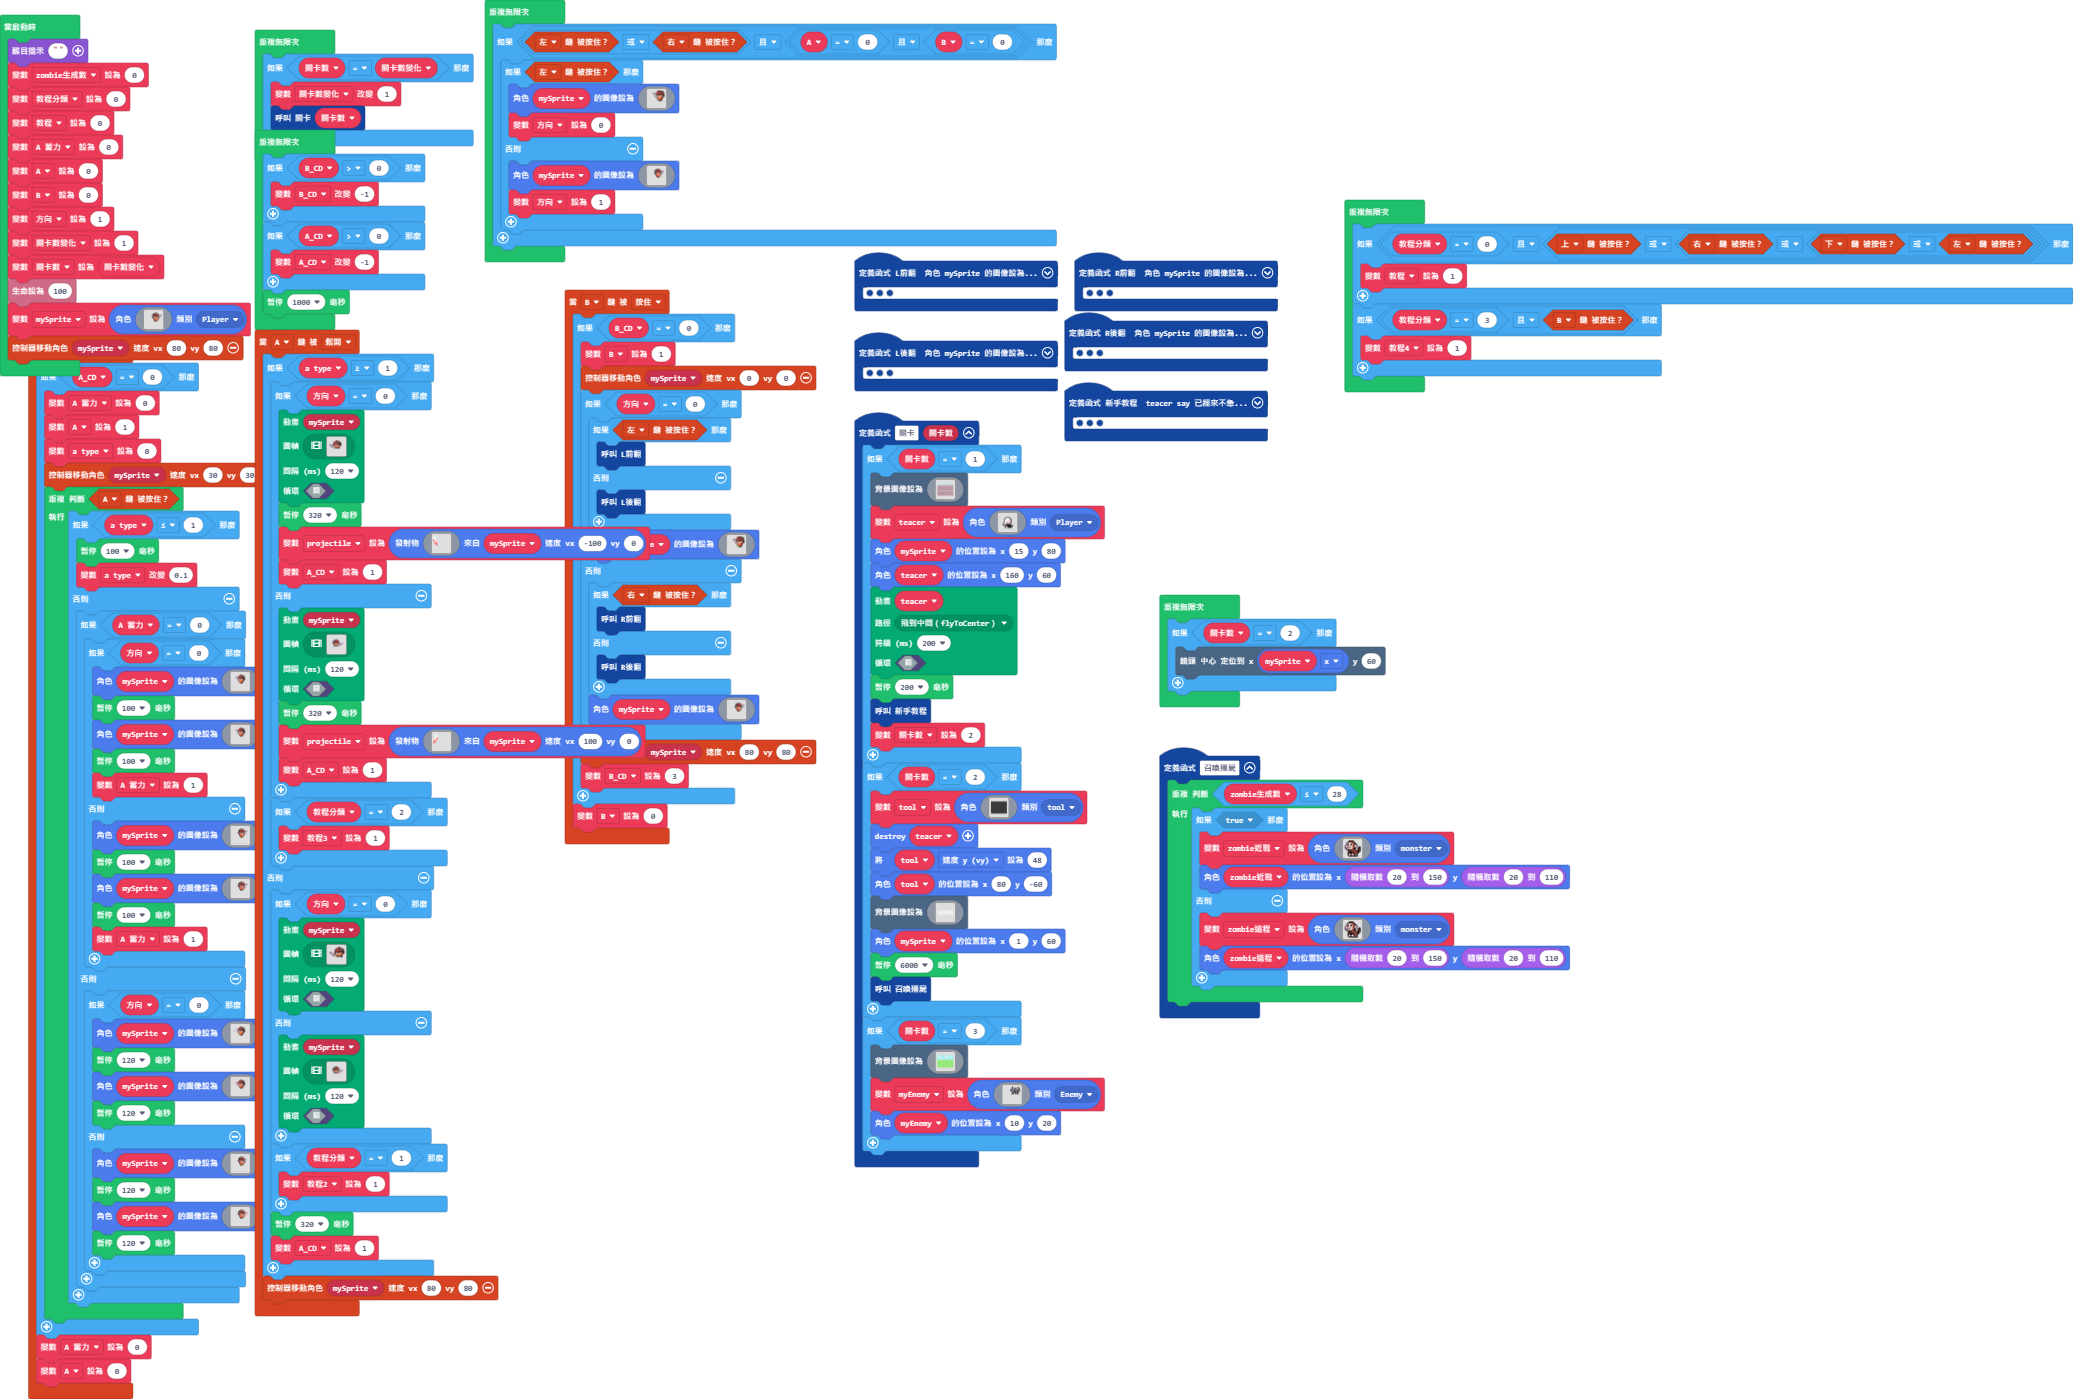 當啟動時
醒目提示 " "
變數 zombie生成數 設為 0
變數 教程分類 設為 0
變數 教程 設為 0
變數 A 蓄力 設為 0
變數 A 設為 0
變數 B 設為 0
變數 方向 設為 1
變數 關卡數變化 設為 1
變數 關卡數 設為 關卡數變化
生命設為 100
變數 mySprite 設為 角色 類別 Player
控制器移動角色 mySprite 速度 vx 80 vy 80
如果 A_CD = 0 那麼
變數 A 蓄力 設為 0
變數 A 設為 1
變數 a type 設為 0
控制器移動角色 mySprite 速度 vx 30 vy 30
重複 判斷 A 鍵 被按住？
執行
如果 a type ≤ 1 那麼
暫停 100 毫秒
變數 a type 改變 0.1
否則
如果 A 蓄力 = 0 那麼
如果 方向 = 0 那麼
角色 mySprite 的圖像設為
暫停 100 毫秒
角色 mySprite 的圖像設為
暫停 100 毫秒
變數 A 蓄力 設為 1
否則
角色 mySprite 的圖像設為
暫停 100 毫秒
角色 mySprite 的圖像設為
暫停 100 毫秒
變數 A 蓄力 設為 1
否則
如果 方向 = 0 那麼
角色 mySprite 的圖像設為
暫停 120 毫秒
角色 mySprite 的圖像設為
暫停 120 毫秒
否則
角色 mySprite 的圖像設為
暫停 120 毫秒
角色 mySprite 的圖像設為
暫停 120 毫秒
變數 A 蓄力 設為 0
變數 A 設為 0
重複無限次
如果 關卡數 = 關卡數變化 那麼
變數 關卡數變化 改變 1
呼叫 關卡 關卡數
重複無限次
如果 B_CD > 0 那麼
變數 B_CD 改變 -1
如果 A_CD > 0 那麼
變數 A_CD 改變 -1
暫停 1000 毫秒
當 A 鍵 被 鬆開
如果 a type ≥ 1 那麼
如果 方向 = 0 那麼
動畫 mySprite
圖幀
間隔 (ms) 120
循環
暫停 320 毫秒
變數 projectile 設為 發射物 來自 mySprite 速度 vx -100 vy 0
變數 A_CD 設為 1
否則
動畫 mySprite
圖幀
間隔 (ms) 120
循環
暫停 320 毫秒
變數 projectile 設為 發射物 來自 mySprite 速度 vx 100 vy 0
變數 A_CD 設為 1
如果 教程分類 = 2 那麼
變數 教程3 設為 1
否則
如果 方向 = 0 那麼
動畫 mySprite
圖幀
間隔 (ms) 120
循環
否則
動畫 mySprite
圖幀
間隔 (ms) 120
循環
如果 教程分類 = 1 那麼
變數 教程2 設為 1
暫停 320 毫秒
變數 A_CD 設為 1
控制器移動角色 mySprite 速度 vx 80 vy 80
重複無限次
如果 左 鍵 被按住？ 或 右 鍵 被按住？ 且 A = 0 且 B = 0 那麼
如果 左 鍵 被按住？ 那麼
角色 mySprite 的圖像設為
變數 方向 設為 0
否則
角色 mySprite 的圖像設為
變數 方向 設為 1
當 B 鍵 被 按住
如果 B_CD = 0 那麼
變數 B 設為 1
控制器移動角色 mySprite 速度 vx 0 vy 0
如果 方向 = 0 那麼
如果 左 鍵 被按住？ 那麼
呼叫 L前翻
否則
呼叫 L後翻
e 的圖像設為
否則
如果 右 鍵 被按住？ 那麼
呼叫 R前翻
否則
呼叫 R後翻
角色 mySprite 的圖像設為
mySprite 速度 vx 80 vy 80
變數 B_CD 設為 3
變數 B 設為 0
定義函式 L前翻 角色 mySprite 的圖像設為...
定義函式 R前翻 角色 mySprite 的圖像設為...
定義函式 L後翻 角色 mySprite 的圖像設為...
定義函式 R後翻 角色 mySprite 的圖像設為...
定義函式 新手教程 teacer say 已經來不急...
定義函式 關卡 關卡數
如果 關卡數 = 1 那麼
背景圖像設為
變數 teacer 設為 角色 類別 Player
角色 mySprite 的位置設為 x 15 y 80
角色 teacer 的位置設為 x 160 y 60
動畫 teacer
路徑 飛到中間 ( flyToCenter )
持續 (ms) 200
循環
暫停 200 毫秒
呼叫 新手教程
變數 關卡數 設為 2
如果 關卡數 = 2 那麼
變數 tool 設為 角色 類別 tool
destroy teacer
將 tool 速度 y (vy) 設為 48
角色 tool 的位置設為 x 80 y -60
背景圖像設為
角色 mySprite 的位置設為 x 1 y 60
暫停 6000 毫秒
呼叫 召喚殭屍
如果 關卡數 = 3 那麼
背景圖像設為
變數 myEnemy 設為 角色 類別 Enemy
角色 myEnemy 的位置設為 x 10 y 20
重複無限次
如果 教程分類 = 0 且 上 鍵 被按住？ 或 右 鍵 被按住？ 或 下 鍵 被按住？ 或 左 鍵 被按住？ 那麼
變數 教程 設為 1
如果 教程分類 = 3 且 B 鍵 被按住？ 那麼
變數 教程4 設為 1
重複無限次
如果 關卡數 = 2 那麼
鏡頭 中心 定位到 x mySprite x y 60
定義函式 召喚殭屍
重複 判斷 zombie生成數 ≤ 28
執行
如果 true 那麼
變數 zombie近戰 設為 角色 類別 monster
角色 zombie近戰 的位置設為 x 隨機取數 20 到 150 y 隨機取數 20 到 110
否則
變數 zombie遠程 設為 角色 類別 monster
角色 zombie遠程 的位置設為 x 隨機取數 20 到 150 y 隨機取數 20 到 110